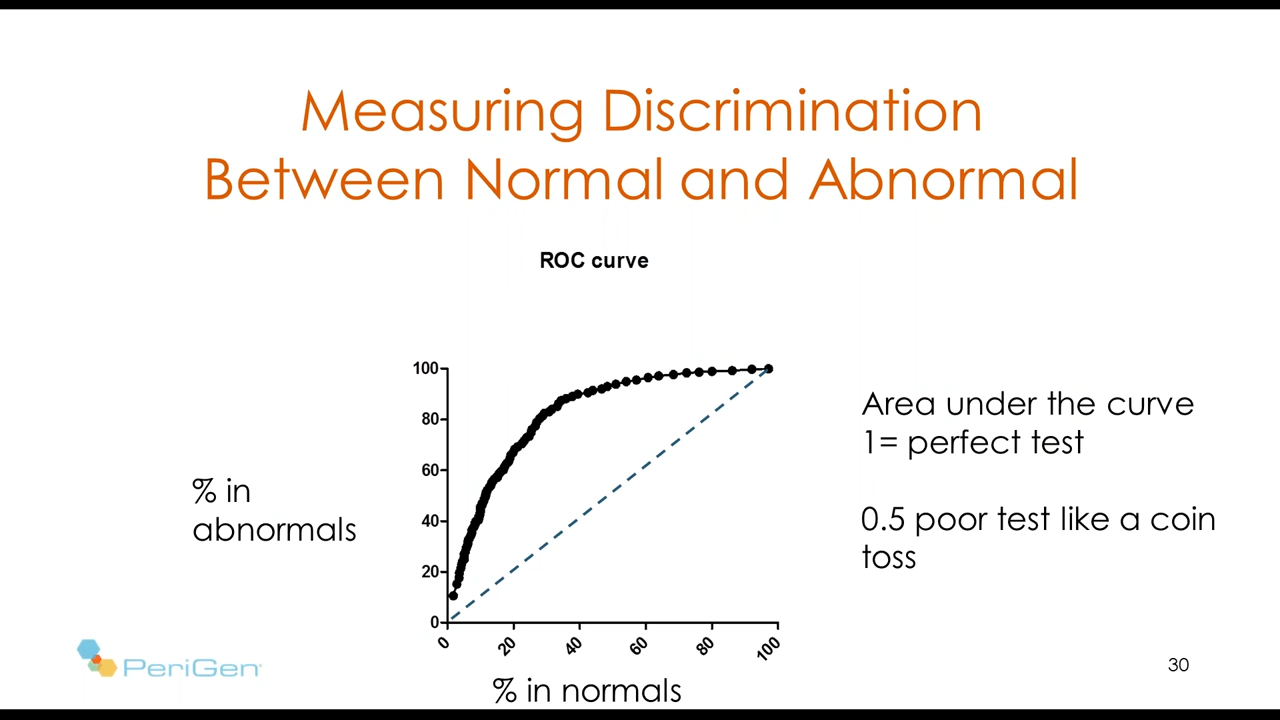 Measuring Discrimination
Between Normal and Abnormal
ROC curve
100
80
60
40
20
0
0
20
40
60
80
100
% in
abnormals
% in normals
Area under the curve
1= perfect test
0.5 poor test like a coin
toss
PeriGen
30